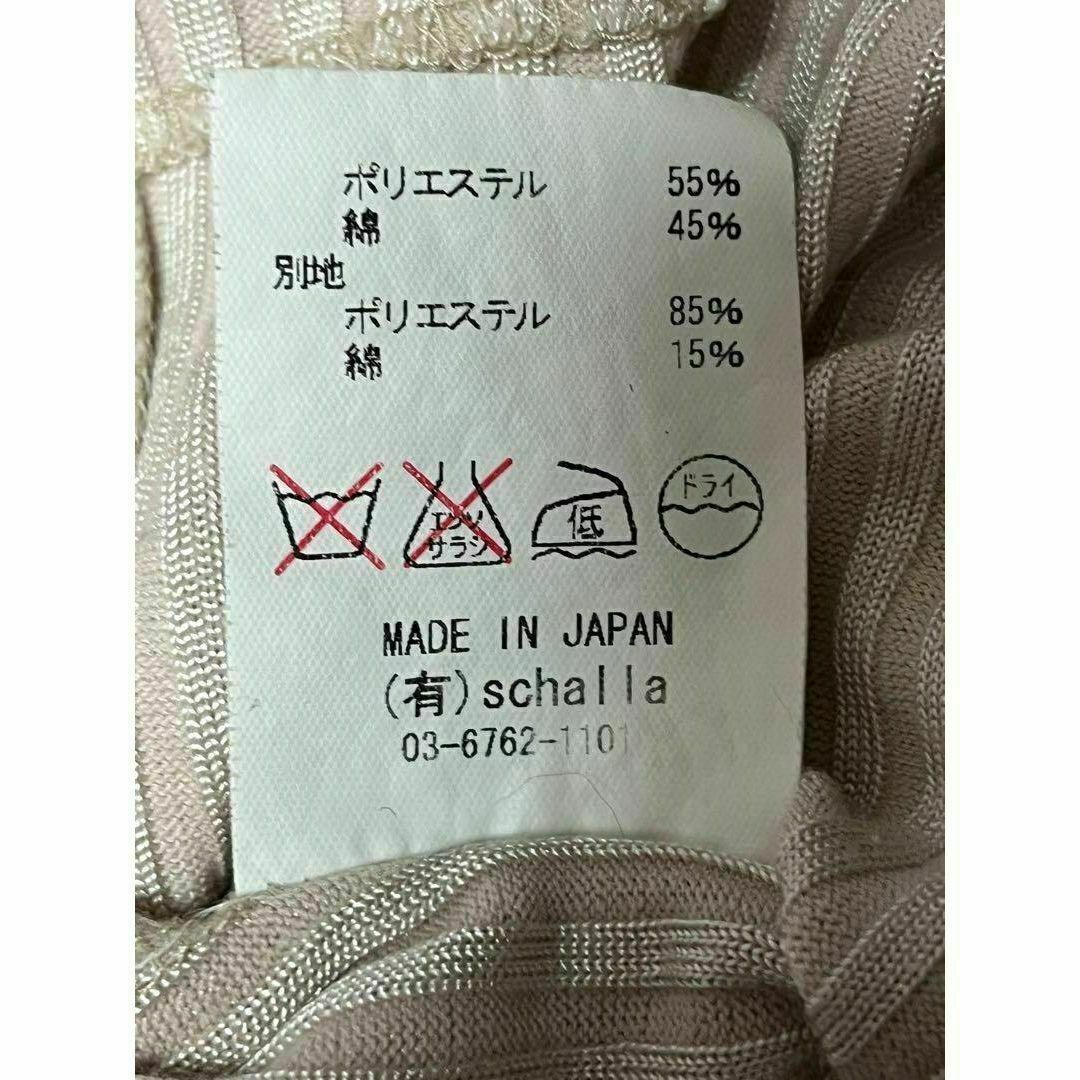 ポリエステル 55%
綿 45%
別地
ポリエステル 85%
綿 15%
エンソ
サラシ
低
ドライ
MADE IN JAPAN
(有)schalla
03-6762-1101